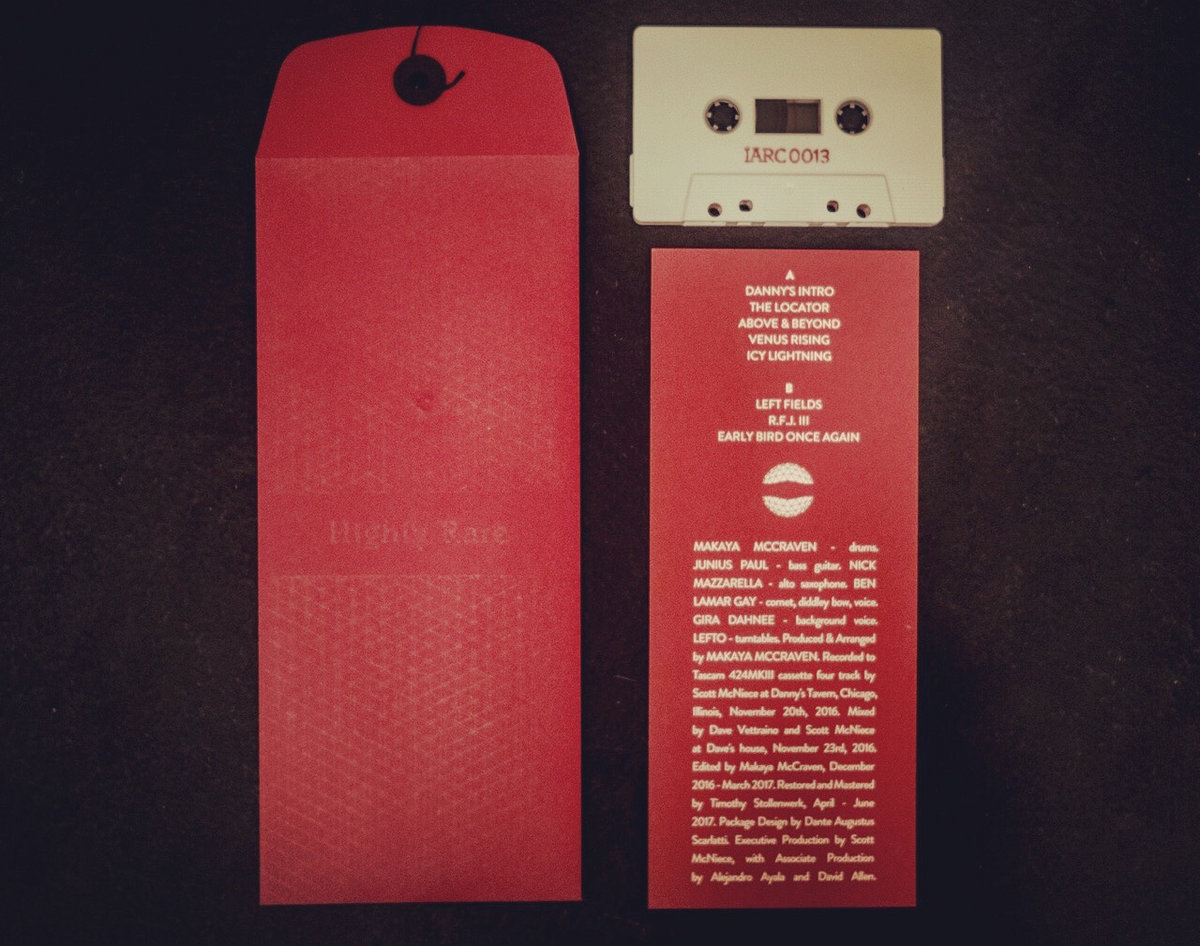 Highly Rare
IARC0013
A
DANNY'S INTRO
THE LOCATOR
ABOVE & BEYOND
VENUS RISING
ICY LIGHTNING
B
LEFT FIELDS
R.F.J. III
EARLY BIRD ONCE AGAIN
MAKAYA MCCRAVEN - drums.
JUNIUS PAUL - bass guitar. NICK
MAZZARELLA - alto saxophone. BEN
LAMAR GAY - cornet, diddley bow, voice.
GIRA DAHNEE - background voice.
LEFTO - turntables. Produced & Arranged
by MAKAYA MCCRAVEN. Recorded to
Tascam 424MKIII cassette four track by
Scott McNiece at Danny's Tavern, Chicago,
Illinois, November 20th, 2016. Mixed
by Dave Vettraino and Scott McNiece
at Dave's house, November 23rd, 2016.
Edited by Makaya McCraven, December
2016 - March 2017. Restored and Mastered
by Timothy Stollenwerk, April - June
2017. Package Design by Dante Augustus
Scarlatti. Executive Production by Scott
McNiece, with Associate Production
by Alejandro Ayala and David Allen.